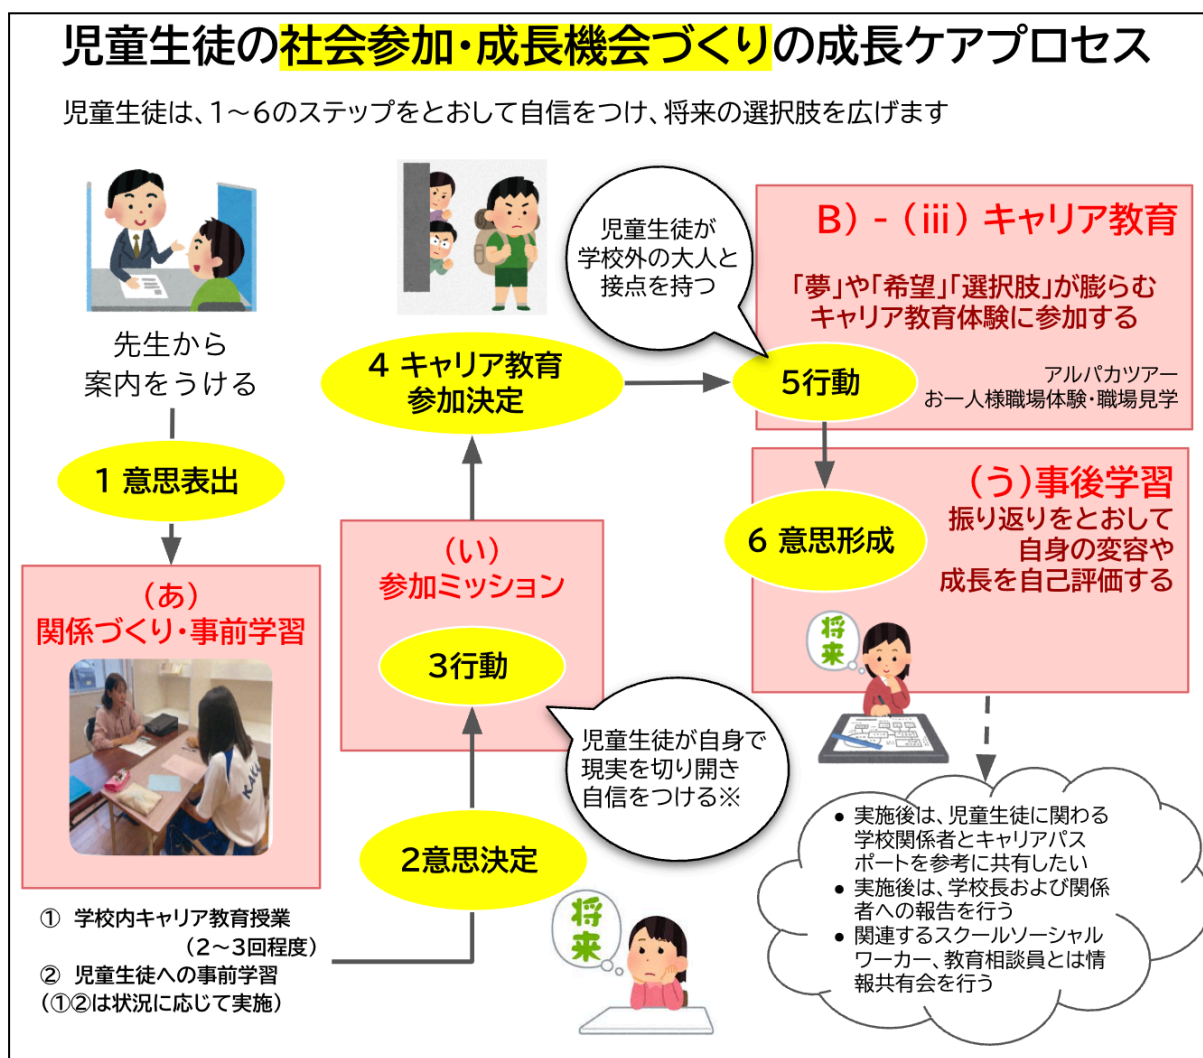 児童生徒の社会参加・成長機会づくりの成長ケアプロセス
児童生徒は、1～6のステップをとおして自信をつけ、将来の選択肢を広げます
先生から
案内をうける
1 意思表出
(あ)
関係づくり・事前学習
① 学校内キャリア教育授業
(2～3回程度)
② 児童生徒への事前学習
(①②は状況に応じて実施)
2意思決定
将来
(い)
参加ミッション
3行動
児童生徒が自身で
現実を切り開き
自信をつける※
4 キャリア教育
参加決定
児童生徒が
学校外の大人と
接点を持つ
B) - (iii) キャリア教育
「夢」や「希望」「選択肢」が膨らむ
キャリア教育体験に参加する
5行動
アルパカツアー
お一人様職場体験・職場見学
(う)事後学習
振り返りをとおして
自身の変容や
成長を自己評価する
6 意思形成
将来
● 実施後は、児童生徒に関わる
学校関係者とキャリアパス
ポートを参考に共有したい
● 実施後は、学校長および関係
者への報告を行う
● 関連するスクールソーシャル
ワーカー、教育相談員とは情
報共有会を行う